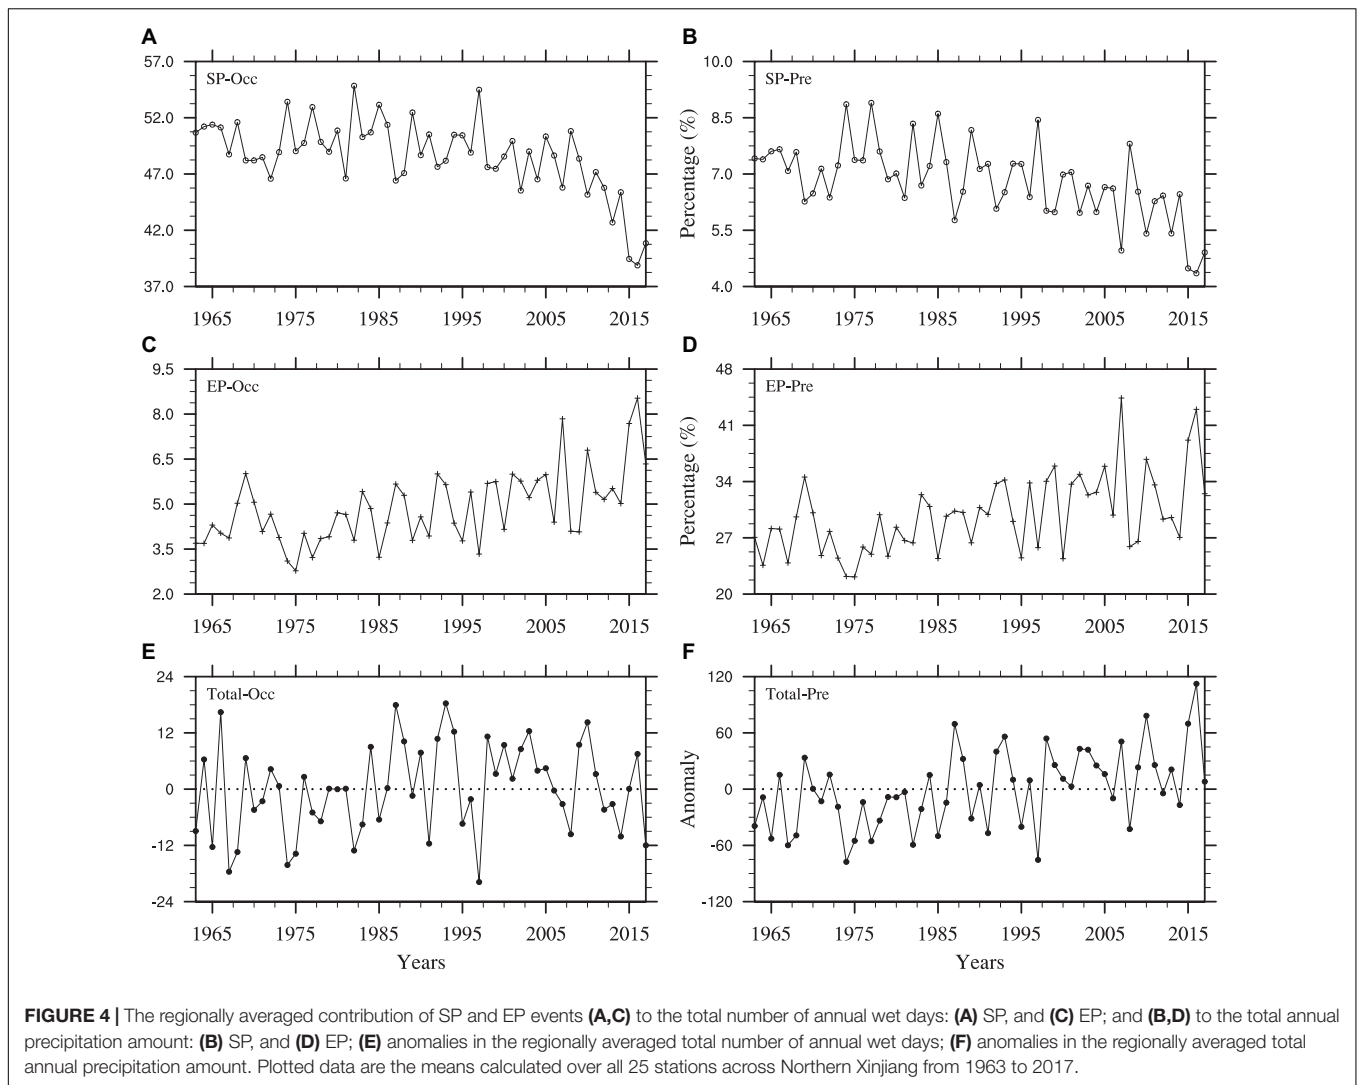 A
57.0
52.0
47.0
42.0
37.0
SP-Occ
1965 1975 1985 1995 2005 2015
B
10.0
8.5
7.0
5.5
4.0
Percentage (%)
SP-Pre
1965 1975 1985 1995 2005 2015
C
9.5
8.0
6.5
5.0
3.5
2.0
EP-Occ
1965 1975 1985 1995 2005 2015
D
48
41
34
27
20
Percentage (%)
EP-Pre
1965 1975 1985 1995 2005 2015
E
24
12
0
-12
-24
Total-Occ
1965 1975 1985 1995 2005 2015
Years
F
120
60
0
-60
-120
Anomaly
Total-Pre
1965 1975 1985 1995 2005 2015
Years
FIGURE 4 | The regionally averaged contribution of SP and EP events (A,C) to the total number of annual wet days: (A) SP, and (C) EP; and (B,D) to the total annual
precipitation amount: (B) SP, and (D) EP; (E) anomalies in the regionally averaged total number of annual wet days; (F) anomalies in the regionally averaged total
annual precipitation amount. Plotted data are the means calculated over all 25 stations across Northern Xinjiang from 1963 to 2017.